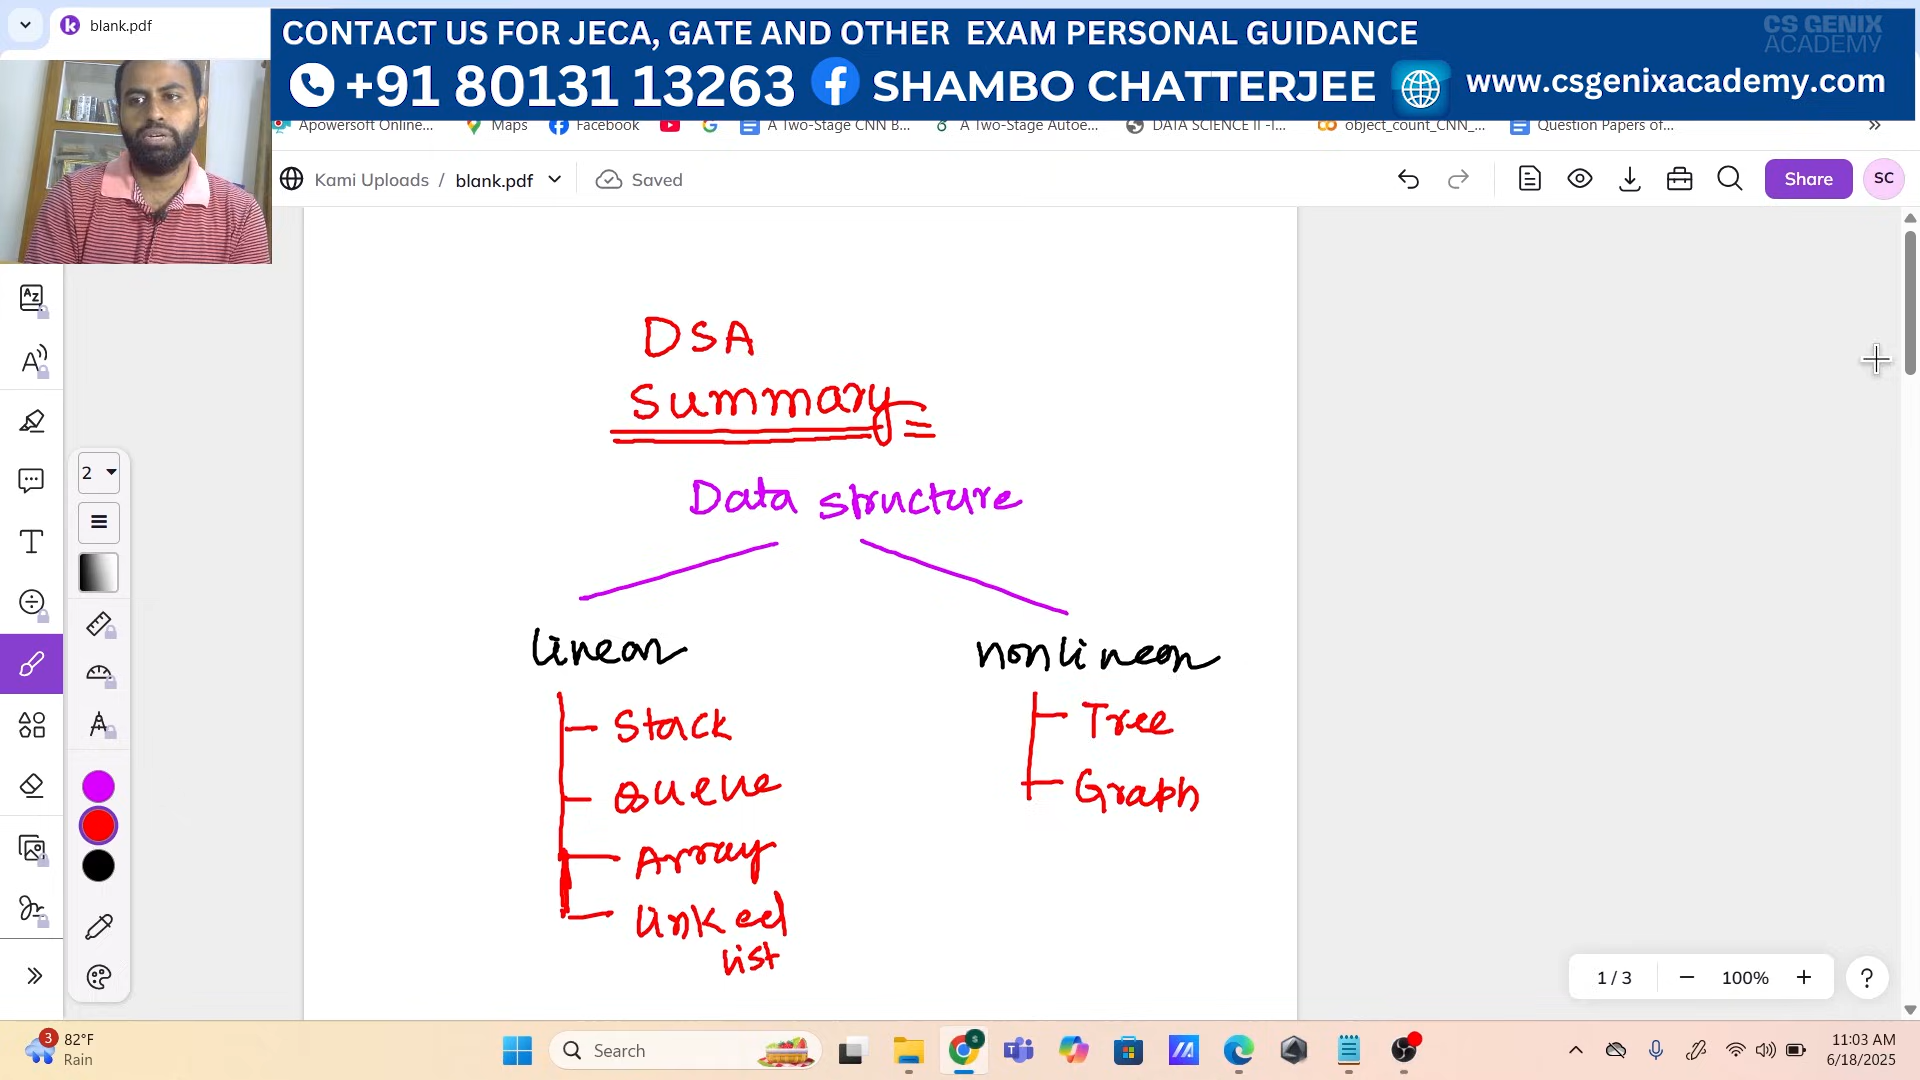 blank.pdf
CONTACT US FOR JECA, GATE AND OTHER EXAM PERSONAL GUIDANCE
CS GENIX
ACADEMY
+91 80131 13263 SHAMBO CHATTERJEE www.csgenixacademy.com
Apowersoft Online... Maps Facebook A Two-Stage CNN B... A Two-Stage Autoe... DATA SCIENCE II -I... object_count_CNN_... Question Papers of...
Kami Uploads / blank.pdf Saved Share SC
DSA
Summary
Data structure
linear nonlinear
Stack Tree
Queue Graph
Array
linked
list
2
1 / 3 100%
3 82°F
Rain
Search
11:03 AM
6/18/2025